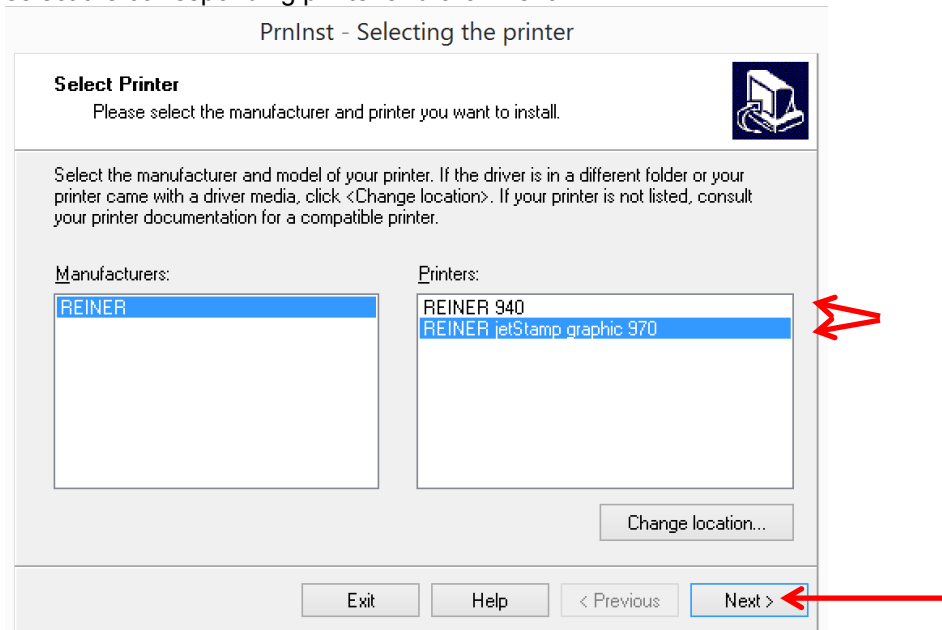 PrnInst - Selecting the printer
Select Printer
Please select the manufacturer and printer you want to install.
Select the manufacturer and model of your printer. If the driver is in a different folder or your
printer came with a driver media, click <Change location>. If your printer is not listed, consult
your printer documentation for a compatible printer.
Manufacturers:
Printers:
REINER
REINER 940
REINER jetStamp graphic 970
Change location...
Exit
Help
< Previous
Next >